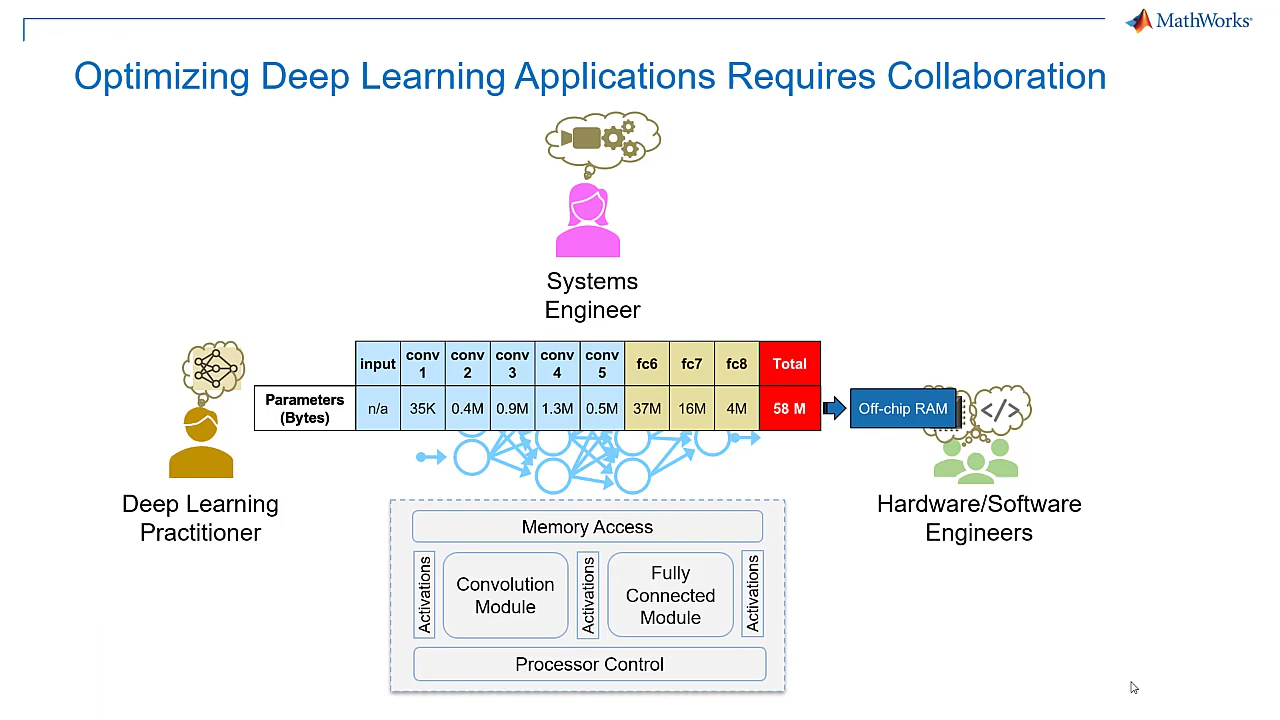 MathWorks
Optimizing Deep Learning Applications Requires Collaboration
Systems
Engineer
input conv 1 conv 2 conv 3 conv 4 conv 5 fc6 fc7 fc8 Total
Parameters (Bytes) n/a 35K 0.4M 0.9M 1.3M 0.5M 37M 16M 4M 58 M
Off-chip RAM
</>
Deep Learning
Practitioner
Hardware/Software
Engineers
Memory Access
Activations
Convolution
Module
Activations
Fully
Connected
Module
Activations
Processor Control